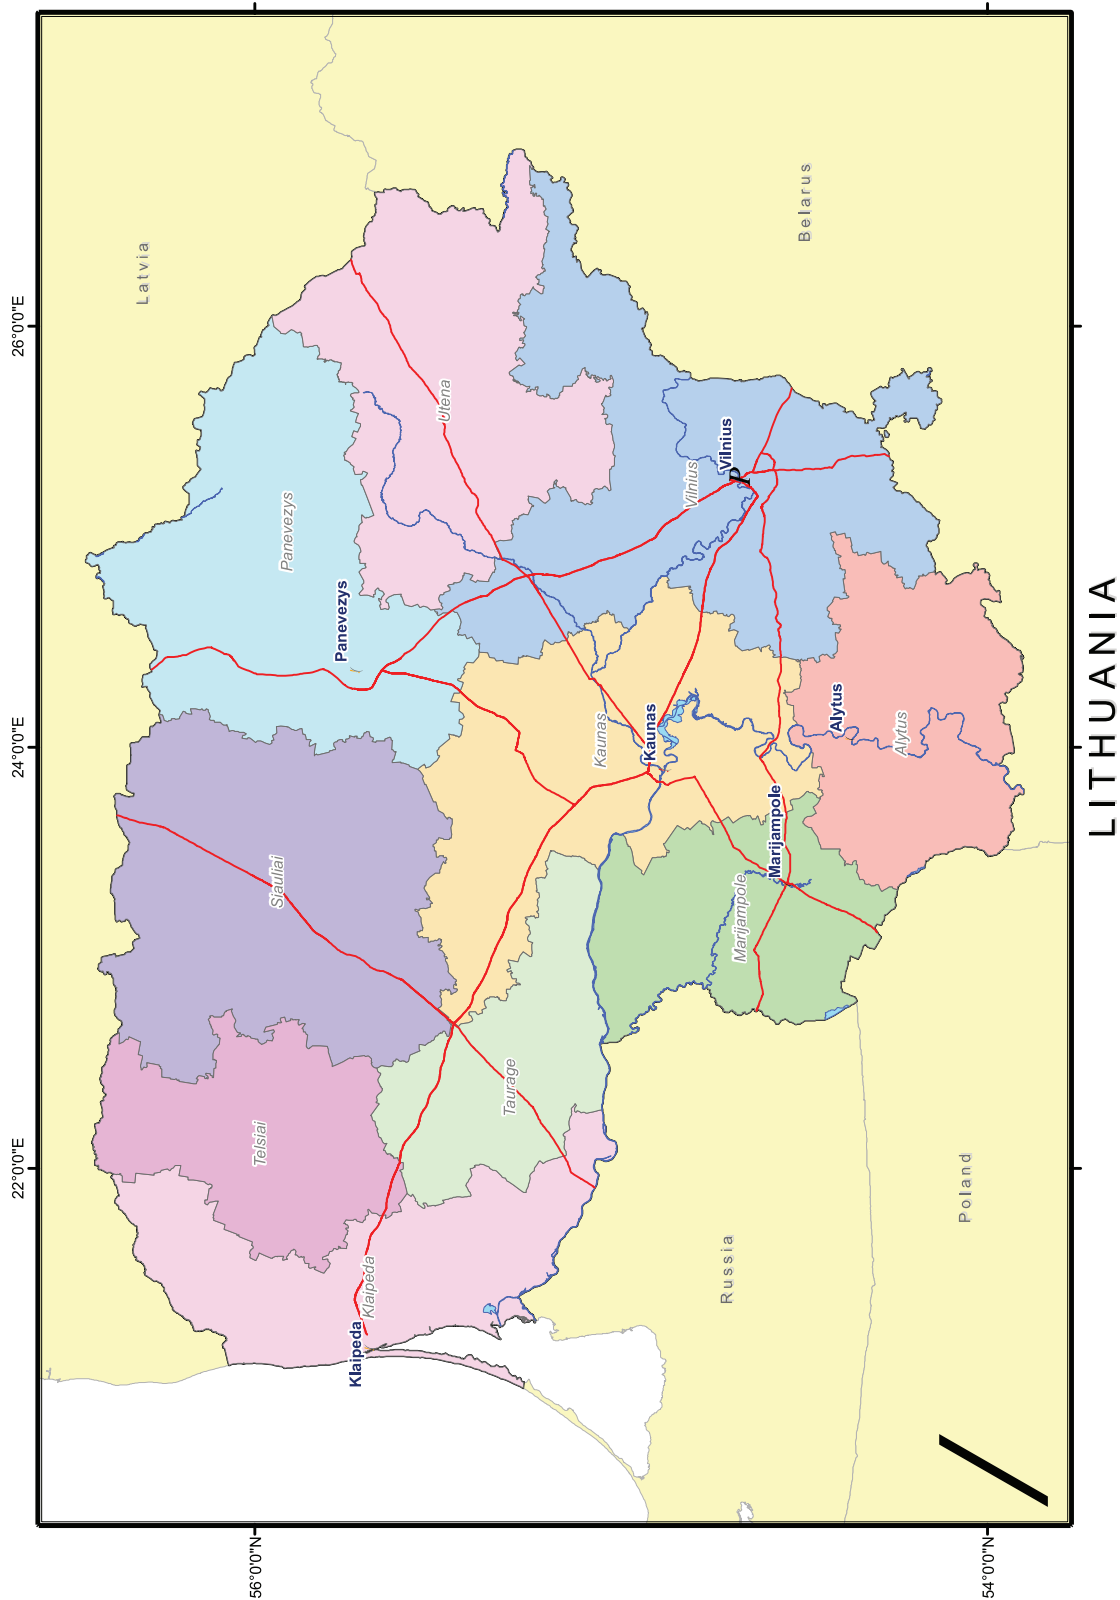 22°0'0"E
24°0'0"E
26°0'0"E
56°0'0"N
54°0'0"N
Latvia
Belarus
Russia
Poland
Panevezys
Panevezys
Siauliai
Telsiai
Klaipeda
Klaipeda
Utena
Taurage
Kaunas
Kaunas
Vilnius
Vilnius
P
Marijampole
Marijampole
Alytus
Alytus
LITHUANIA